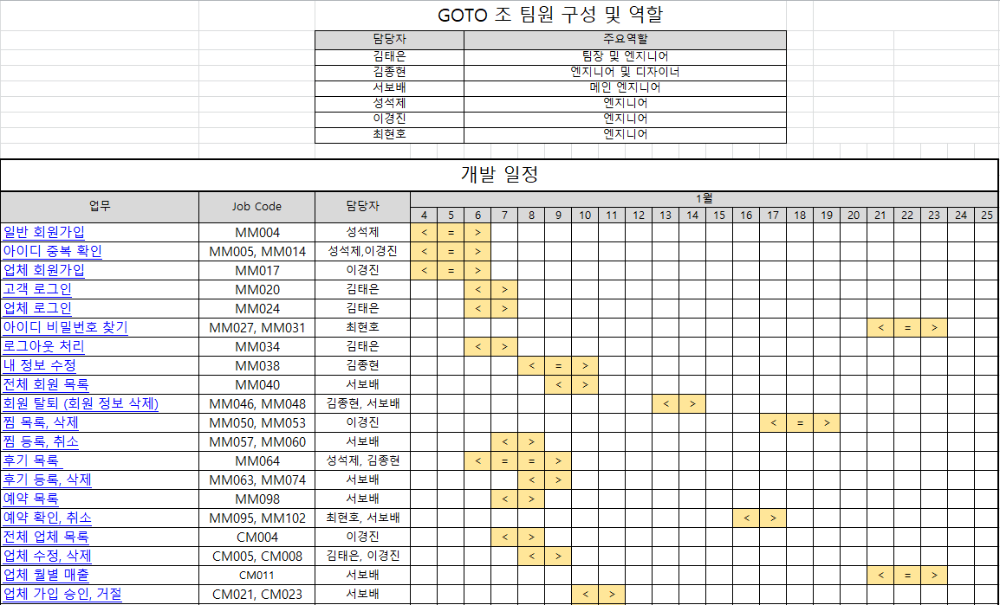 GOTO 조 팀원 구성 및 역할
담당자 주요역할
김태은 팀장 및 엔지니어
김종현 엔지니어 및 디자이너
서보배 메인 엔지니어
성석제 엔지니어
이경진 엔지니어
최현호 엔지니어
개발 일정
업무 Job Code 담당자 1월
4 5 6 7 8 9 10 11 12 13 14 15 16 17 18 19 20 21 22 23 24 25
일반 회원가입 MM004 성석제 < = >
아이디 중복 확인 MM005, MM014 성석제,이경진 < = >
업체 회원가입 MM017 이경진 < = >
고객 로그인 MM020 김태은 < >
업체 로그인 MM024 김태은 < >
아이디 비밀번호 찾기 MM027, MM031 최현호 < = >
로그아웃 처리 MM034 김태은 < >
내 정보 수정 MM038 김종현 < = >
전체 회원 목록 MM040 서보배 < >
회원 탈퇴 (회원 정보 삭제) MM046, MM048 김종현, 서보배 < >
찜 목록, 삭제 MM050, MM053 이경진 < = >
찜 등록, 취소 MM057, MM060 서보배 < >
후기 목록 MM064 성석제, 김종현 < = = >
후기 등록, 삭제 MM063, MM074 서보배 < >
예약 목록 MM098 서보배 < >
예약 확인, 취소 MM095, MM102 최현호, 서보배 < >
전체 업체 목록 CM004 이경진 < >
업체 수정, 삭제 CM005, CM008 김태은, 이경진 < >
업체 월별 매출 CM011 서보배 < = >
업체 가입 승인, 거절 CM021, CM023 서보배 < >